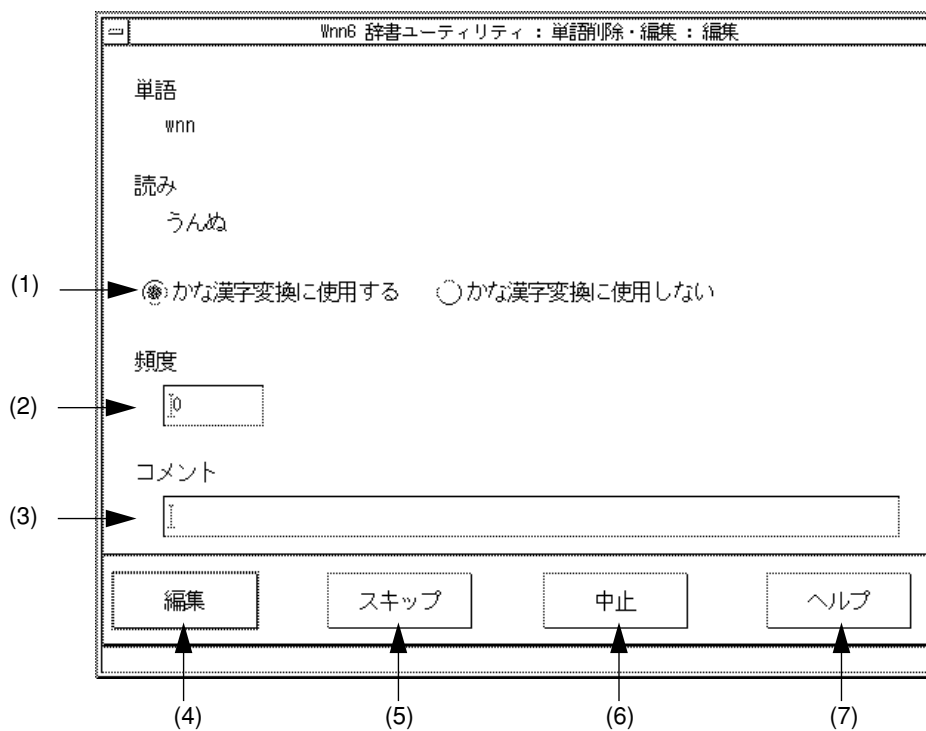 Wnn6 辞書ユーティリティ : 単語削除・編集 : 編集
単語
wnn
読み
うんぬ
(1) かな漢字変換に使用する かな漢字変換に使用しない
頻度
(2) 0
コメント
(3)
編集 スキップ 中止 ヘルプ
(4) (5) (6) (7)